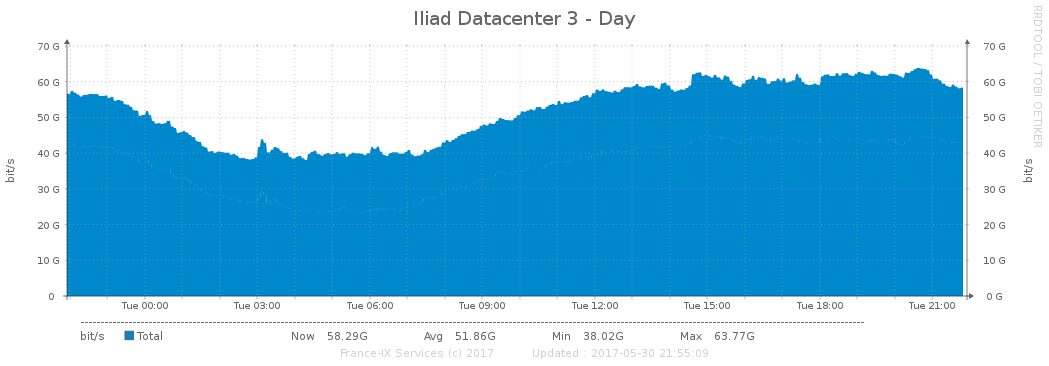 Iliad Datacenter 3 - Day
RRDTOOL / TOBI OETIKER
bit/s
70 G
60 G
50 G
40 G
30 G
20 G
10 G
0
70 G
60 G
50 G
40 G
30 G
20 G
10 G
0 G
bit/s
Tue 00:00 Tue 03:00 Tue 06:00 Tue 09:00 Tue 12:00 Tue 15:00 Tue 18:00 Tue 21:00
bit/s Total Now 58.29G Avg 51.86G Min 38.02G Max 63.77G
France-IX Services (c) 2017 Updated : 2017-05-30 21:55:09